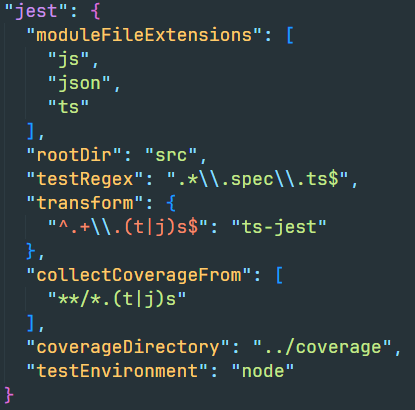 "jest": {
"moduleFileExtensions": [
"js",
"json",
"ts"
],
"rootDir": "src",
"testRegex": ".*\\.spec\\.ts$",
"transform": {
"^.+\\.(t|j)s$": "ts-jest"
},
"collectCoverageFrom": [
"**/*.(t|j)s"
],
"coverageDirectory": "../coverage",
"testEnvironment": "node"
}